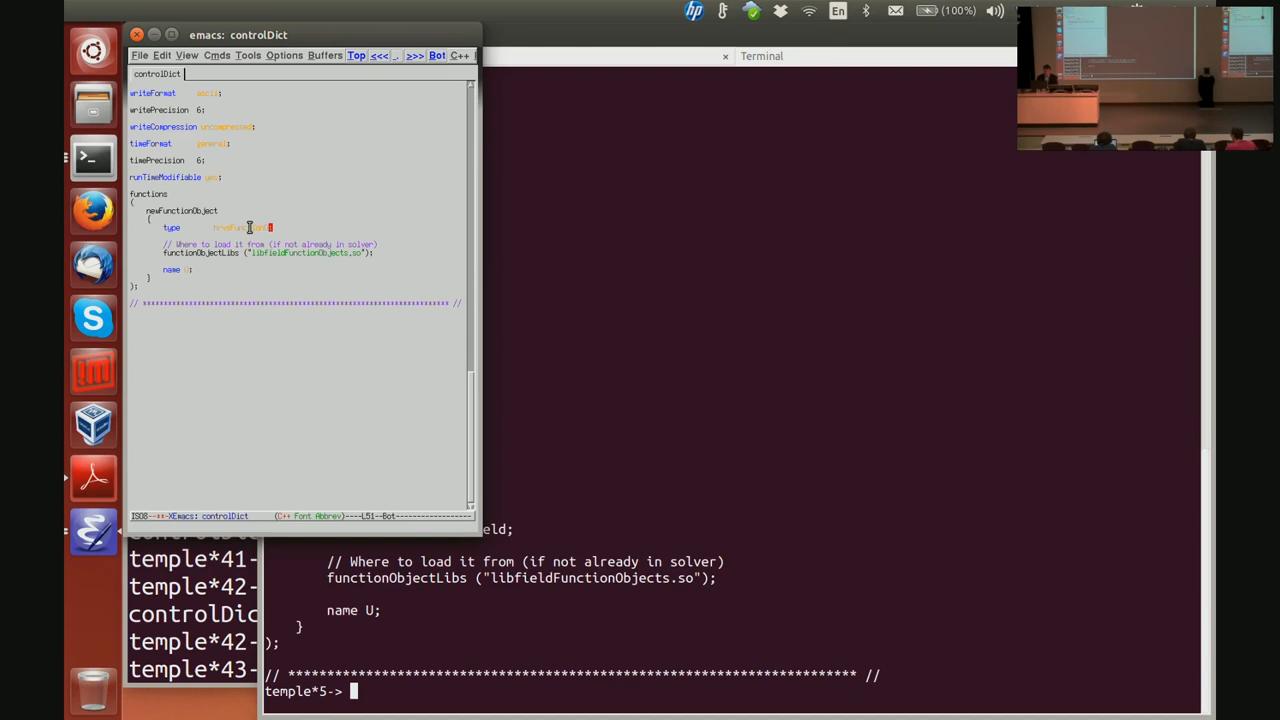 En
(100%)
emacs: controlDict
File Edit View Cmds Tools Options Buffers Top <<< . >>> Bot C++
Terminal
controlDict
writeFormat ascii;
writePrecision 6;
writeCompression uncompressed;
timeFormat general;
timePrecision 6;
runTimeModifiable yes;
functions
(
newFunctionObject
{
type
// Where to load it from (if not already in solver)
functionObjectLibs ("libfieldFunctionObjects.so");
name U;
}
);
// ************************************************************************* //
ISO8--**-XEmacs: controlDict (C++ Font Abbrev)----L51--Bot------------------
temple*41-
temple*42-
controlDic
temple*42-
temple*43-
eld;
// Where to load it from (if not already in solver)
functionObjectLibs ("libfieldFunctionObjects.so");
name U;
}
);
// ************************************************************************* //
temple*5->